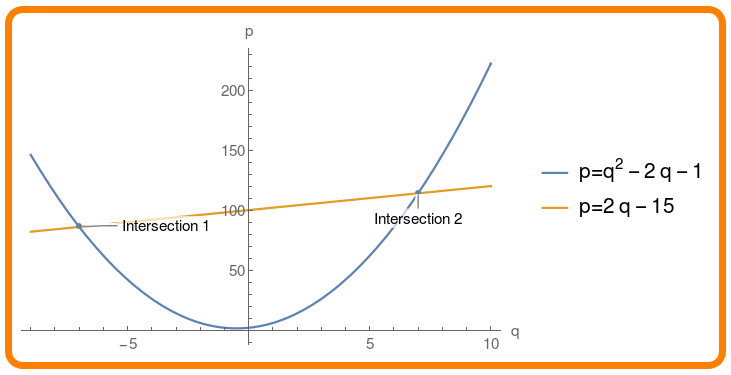 p
200
150
100
50
Intersection 1
Intersection 2
−5
5
10
q
p=q² − 2 q − 1
p=2 q − 15